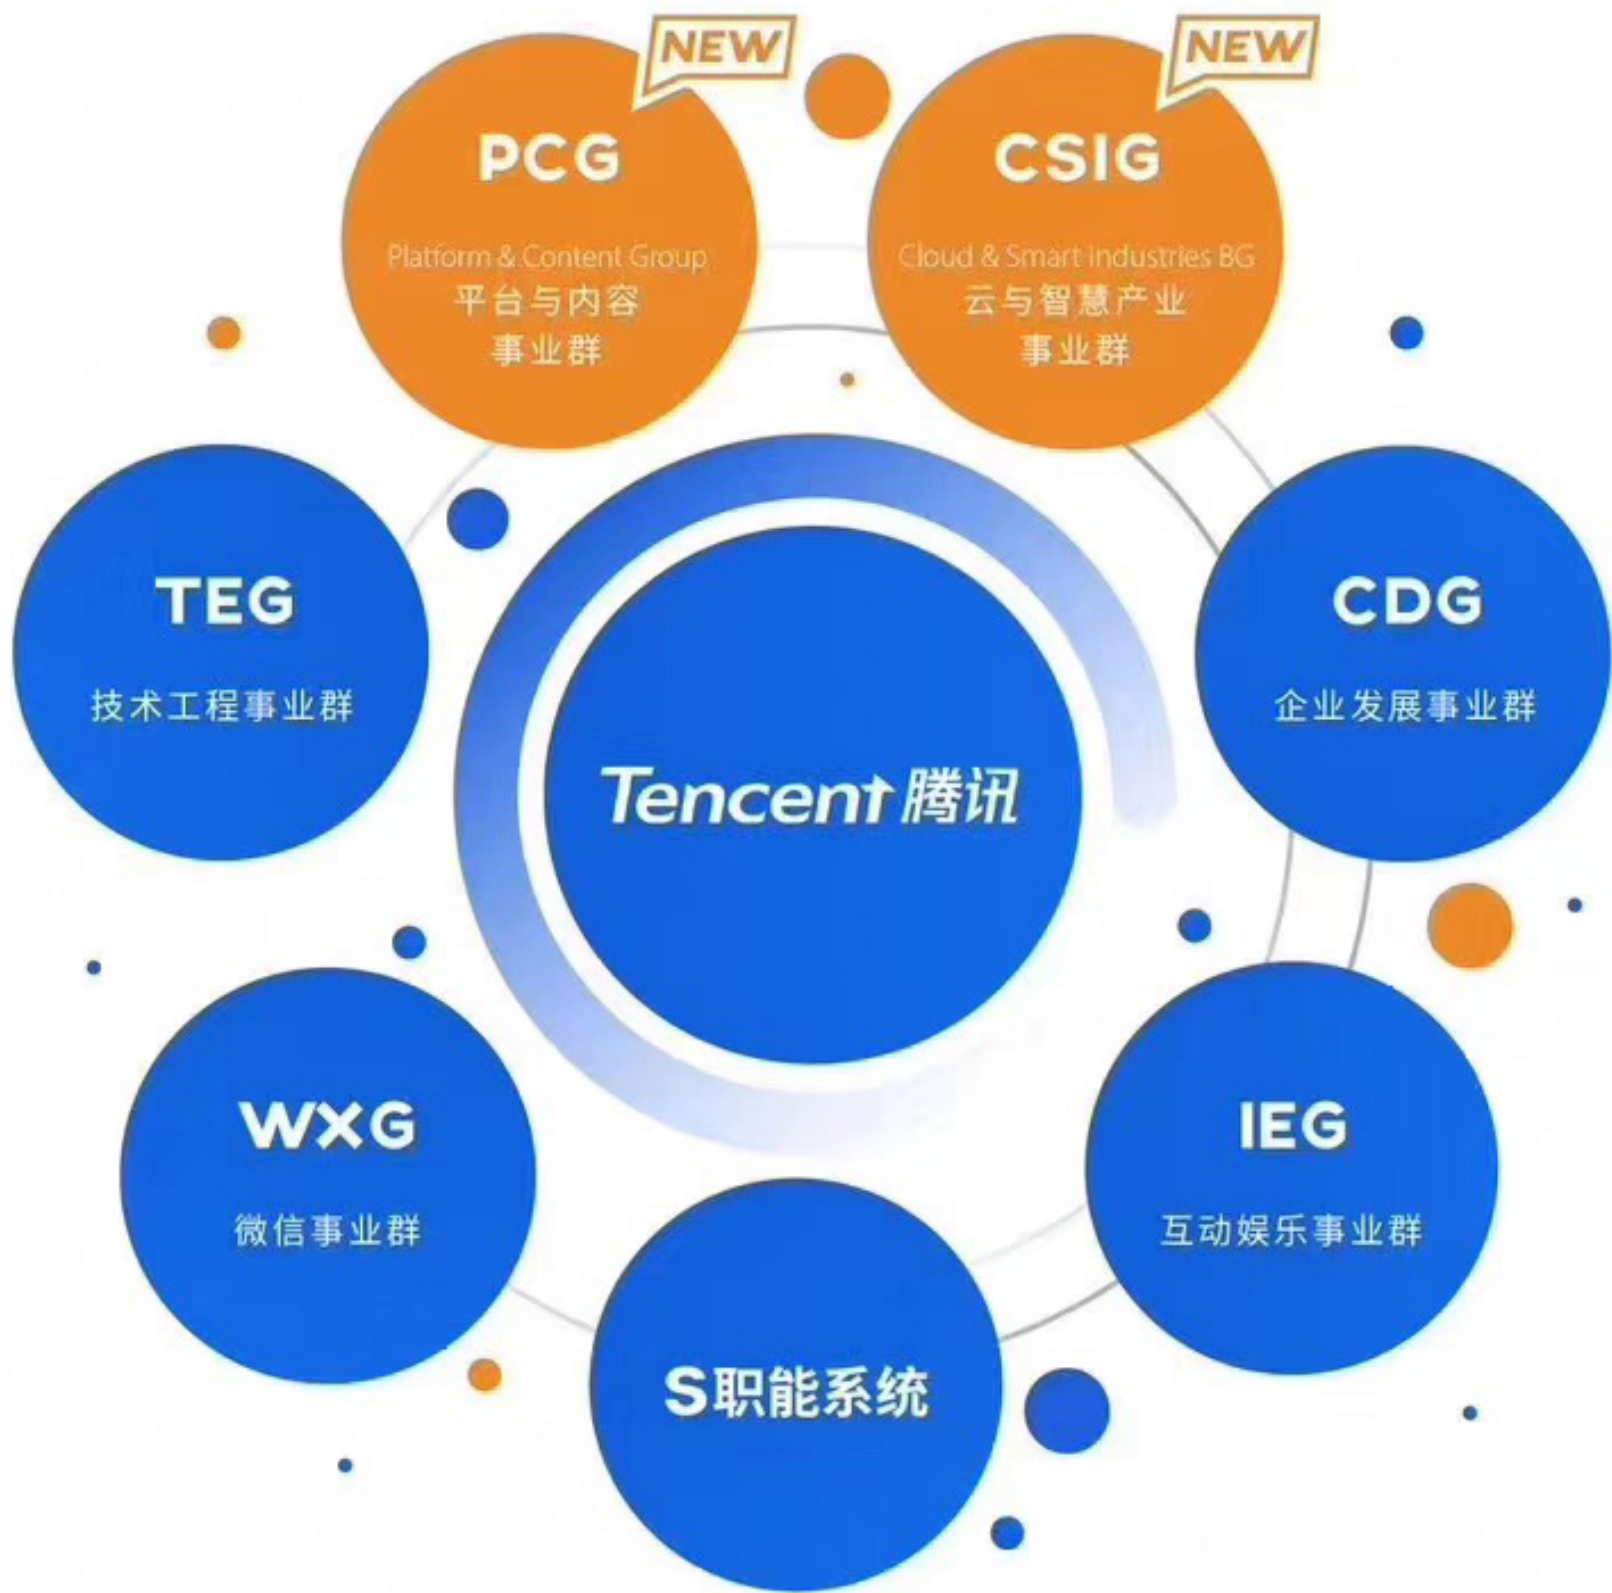 NEW
PCG
Platform & Content Group
平台与内容
事业群
NEW
CSIG
Cloud & Smart Industries BG
云与智慧产业
事业群
TEG
技术工程事业群
CDG
企业发展事业群
Tencent 腾讯
WXG
微信事业群
IEG
互动娱乐事业群
S职能系统